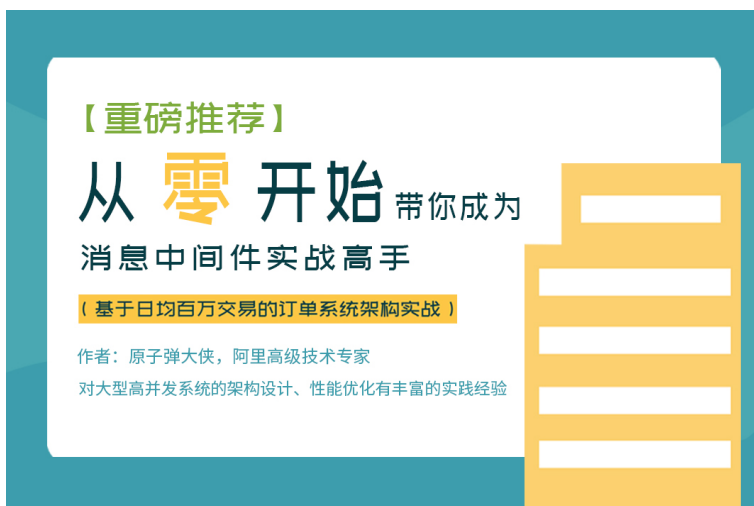 【重磅推荐】
从零开始带你成为
消息中间件实战高手
（基于日均百万交易的订单系统架构实战）
作者：原子弹大侠，阿里高级技术专家
对大型高并发系统的架构设计、性能优化有丰富的实践经验